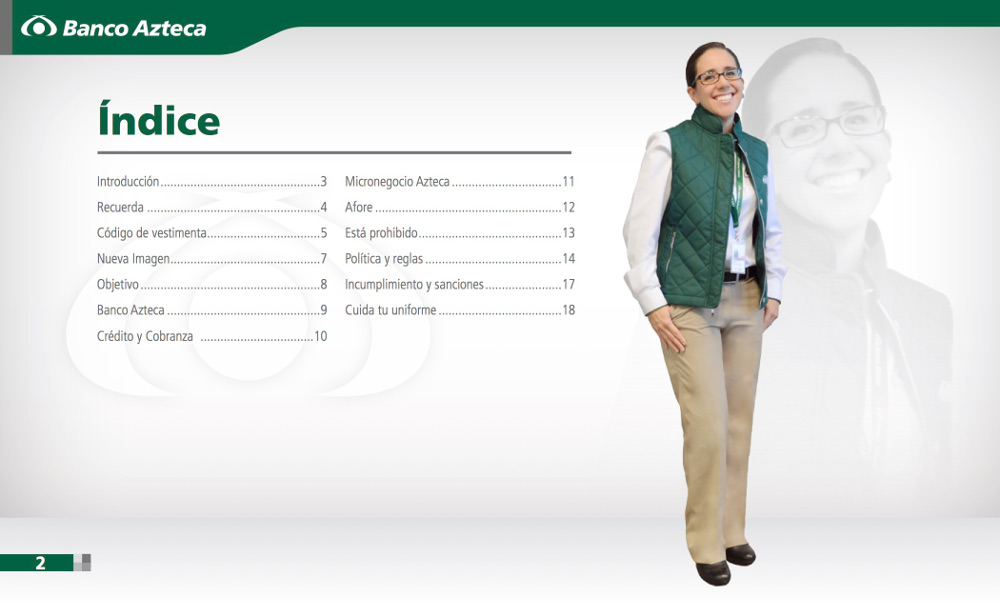 Banco Azteca
Índice
Introducción................................................3
Recuerda ....................................................4
Código de vestimenta..................................5
Nueva Imagen.............................................7
Objetivo......................................................8
Banco Azteca ..............................................9
Crédito y Cobranza ..................................10
Micronegocio Azteca.................................11
Afore ........................................................12
Está prohibido...........................................13
Política y reglas .........................................14
Incumplimiento y sanciones.......................17
Cuida tu uniforme .....................................18
2